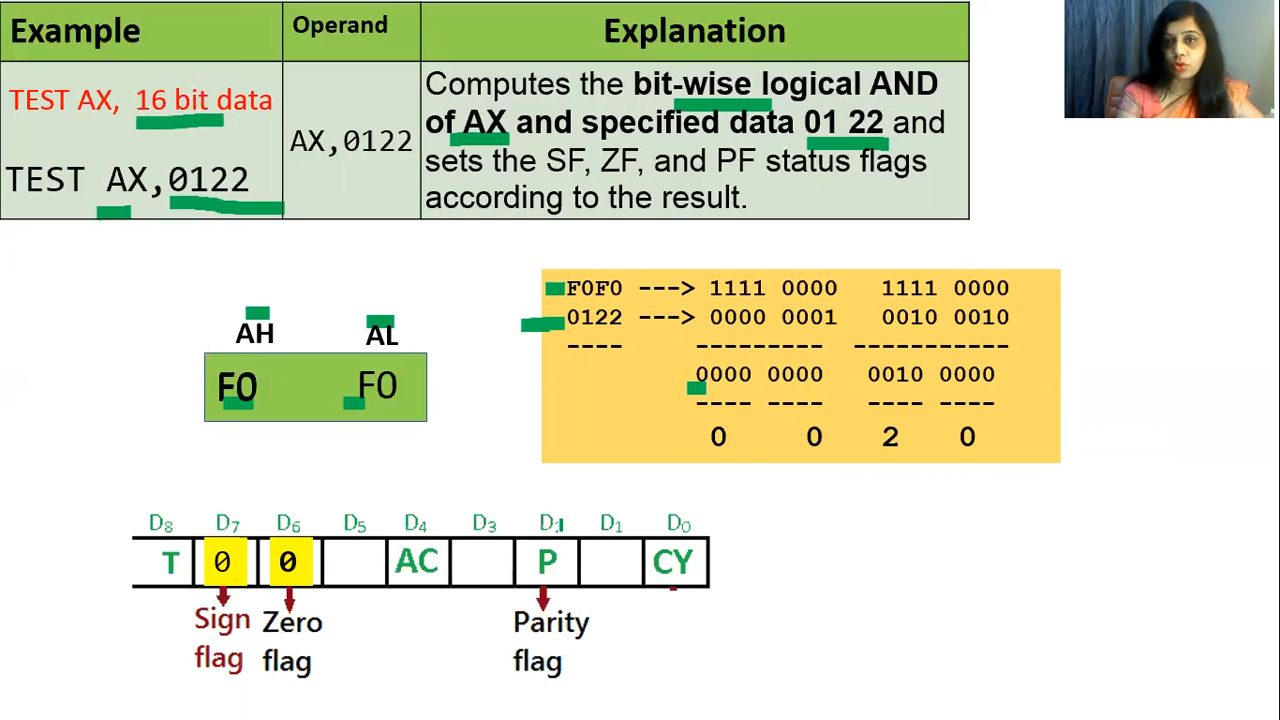 Example
Operand
Explanation
TEST AX, 16 bit data
TEST AX,0122
AX,0122
Computes the bit-wise logical AND
of AX and specified data 01 22 and
sets the SF, ZF, and PF status flags
according to the result.
AH
AL
F0
F0
F0F0 ---> 1111 0000 1111 0000
0122 ---> 0000 0001 0010 0010
---- --------- -----------
0000 0000 0010 0000
---- ---- ---- ----
0 0 2 0
D8 D7 D6 D5 D4 D3 D1 D1 D0
T 0 0 AC P CY
Sign
flag
Zero
flag
Parity
flag